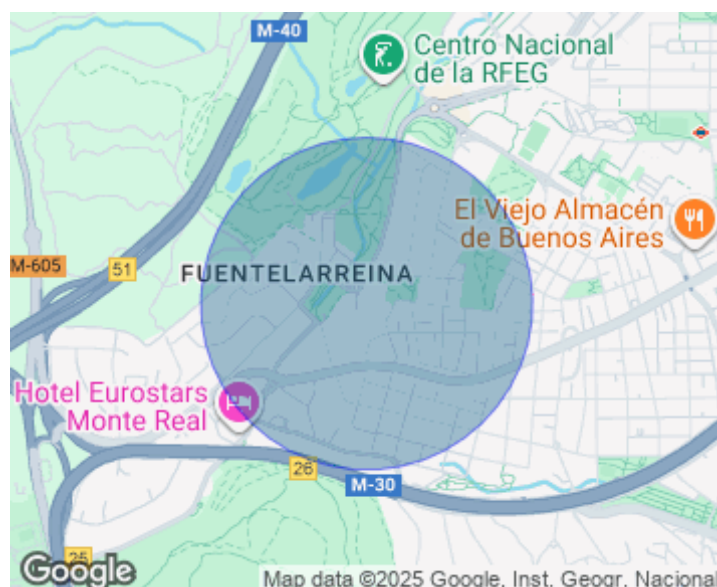 M-40
Centro Nacional
de la RFEG
El Viejo Almacén
de Buenos Aires
M-605
51
FUENTELARREINA
Hotel Eurostars
Monte Real
26
M-30
25
Google
Map data ©2025 Google, Inst. Geogr. Nacional